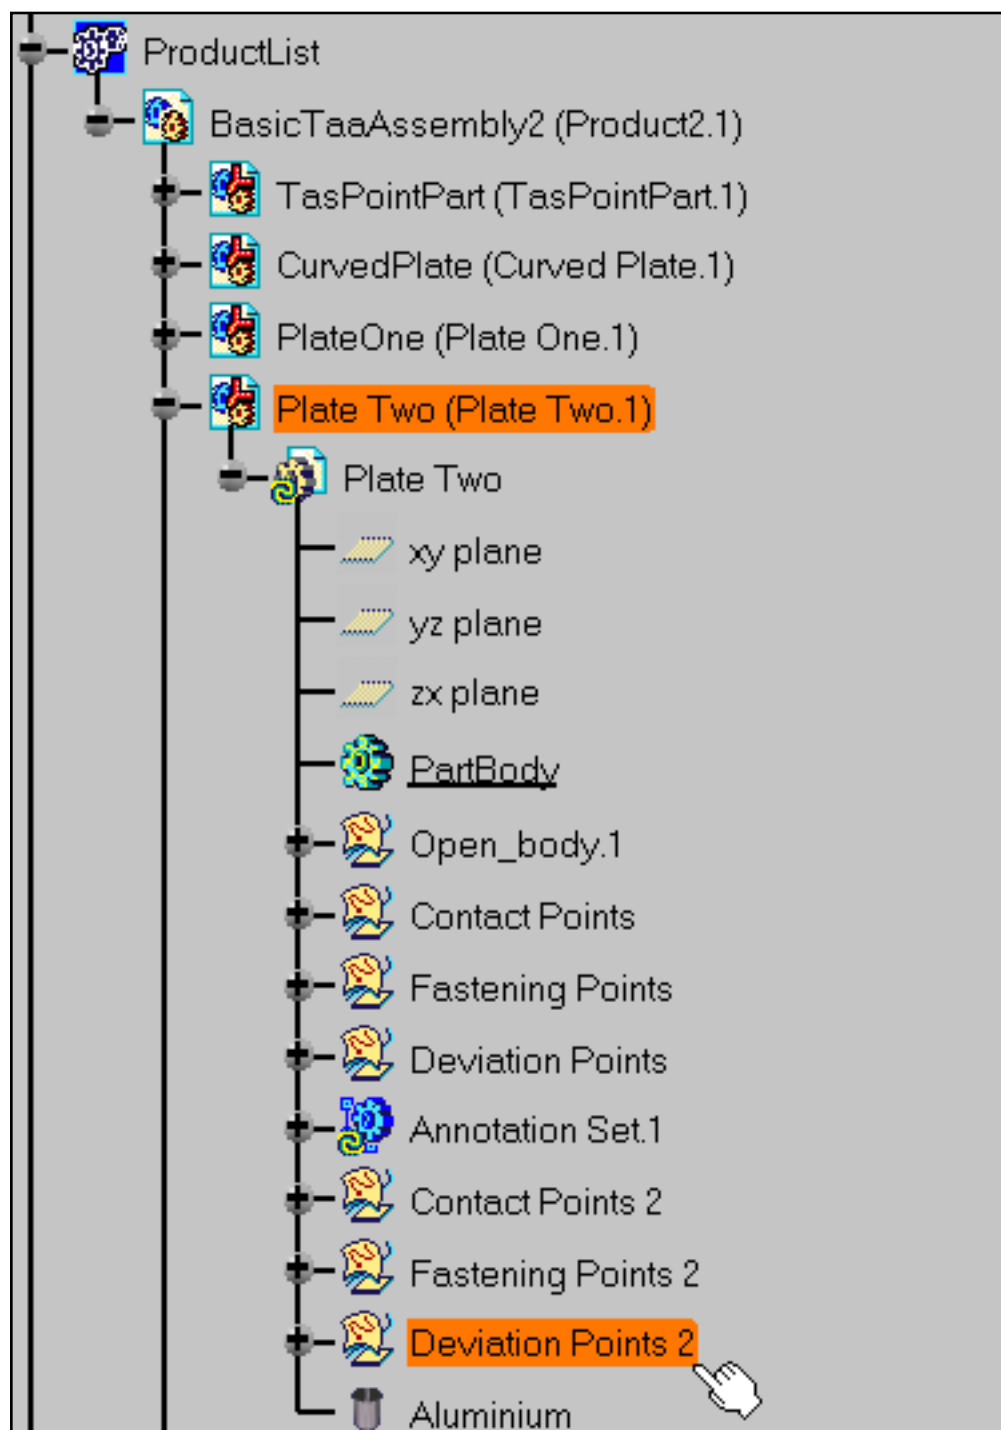 ProductList
BasicTaaAssembly2 (Product2.1)
TasPointPart (TasPointPart.1)
CurvedPlate (Curved Plate.1)
PlateOne (Plate One.1)
Plate Two (Plate Two.1)
Plate Two
xy plane
yz plane
zx plane
PartBody
Open_body.1
Contact Points
Fastening Points
Deviation Points
Annotation Set.1
Contact Points 2
Fastening Points 2
Deviation Points 2
Aluminium